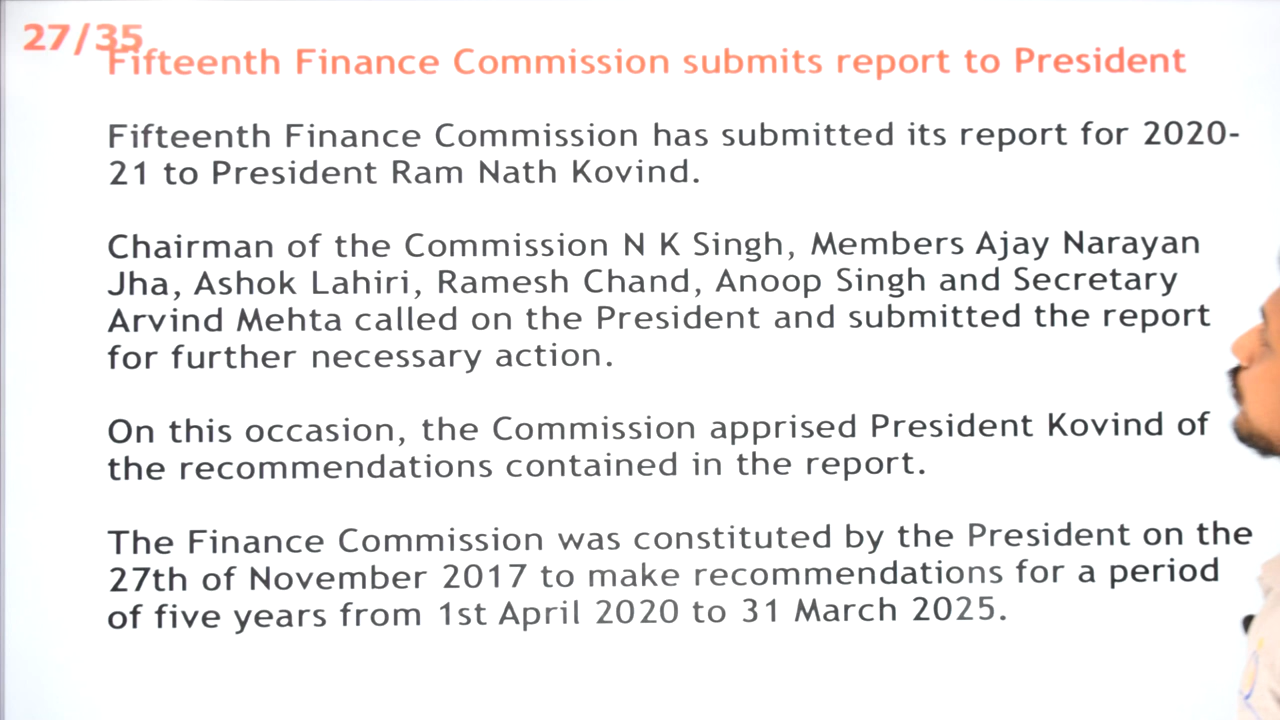 27/35
Fifteenth Finance Commission submits report to President
Fifteenth Finance Commission has submitted its report for 2020-
21 to President Ram Nath Kovind.
Chairman of the Commission N K Singh, Members Ajay Narayan
Jha, Ashok Lahiri, Ramesh Chand, Anoop Singh and Secretary
Arvind Mehta called on the President and submitted the report
for further necessary action.
On this occasion, the Commission apprised President Kovind of
the recommendations contained in the report.
The Finance Commission was constituted by the President on the
27th of November 2017 to make recommendations for a period
of five years from 1st April 2020 to 31 March 2025.